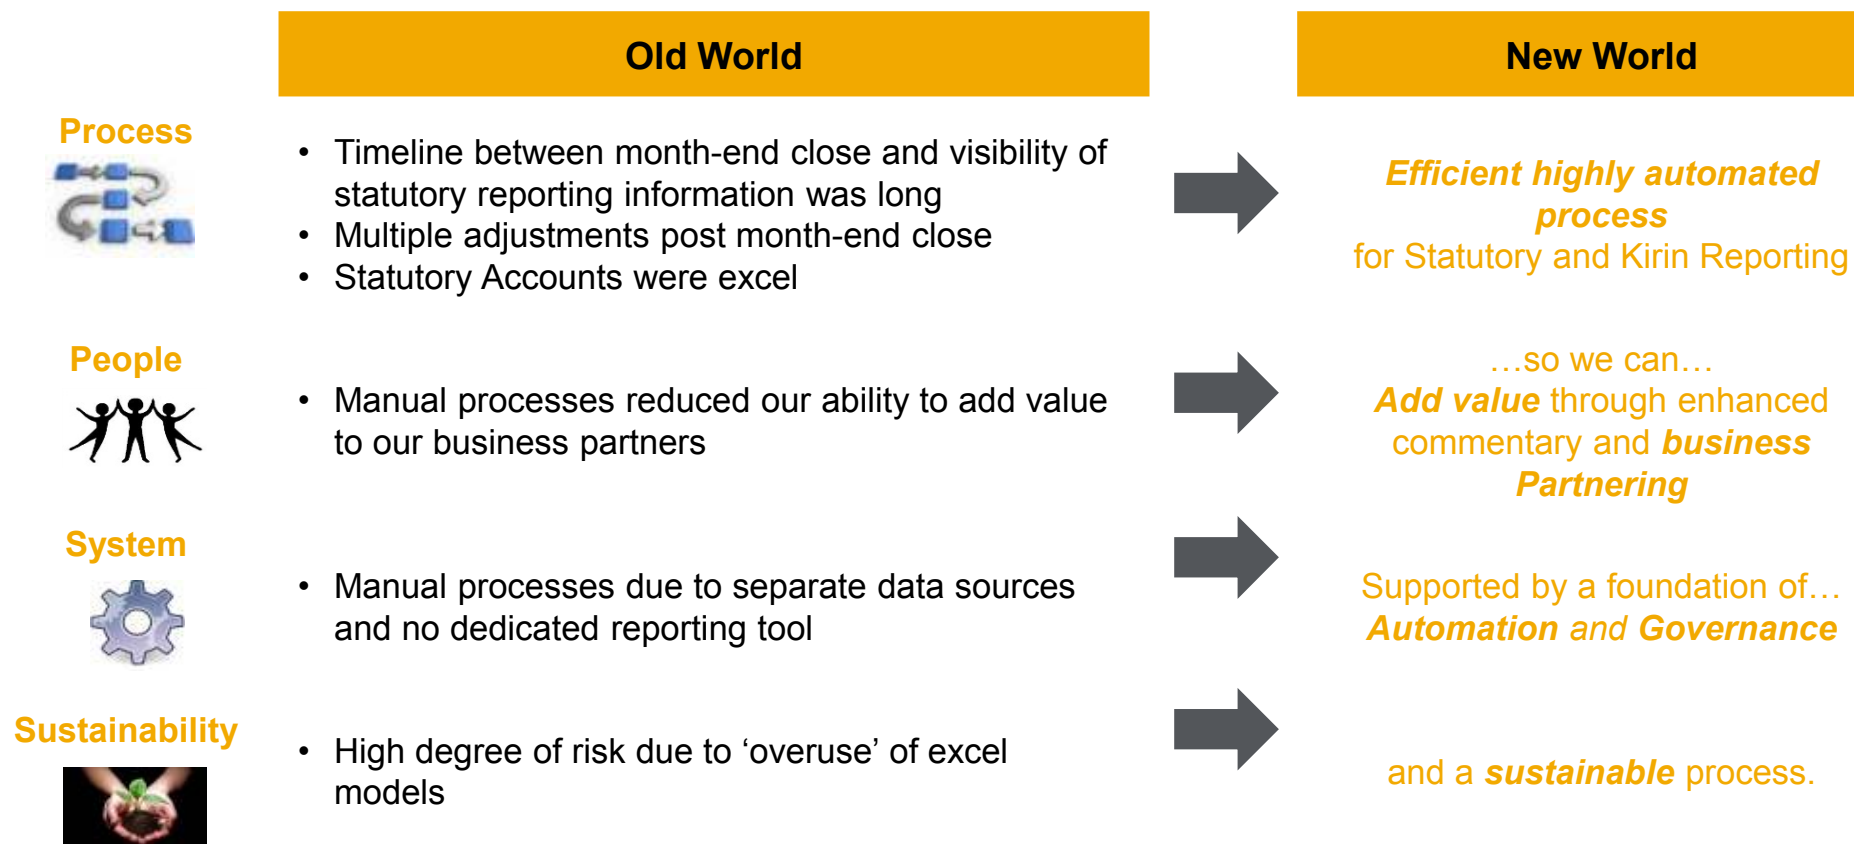 Old World
New World
Process
• Timeline between month-end close and visibility of
statutory reporting information was long
• Multiple adjustments post month-end close
• Statutory Accounts were excel
Efficient highly automated
process
for Statutory and Kirin Reporting
People
• Manual processes reduced our ability to add value
to our business partners
…so we can…
Add value through enhanced
commentary and business
Partnering
System
• Manual processes due to separate data sources
and no dedicated reporting tool
Supported by a foundation of…
Automation and Governance
Sustainability
• High degree of risk due to ‘overuse’ of excel
models
and a sustainable process.